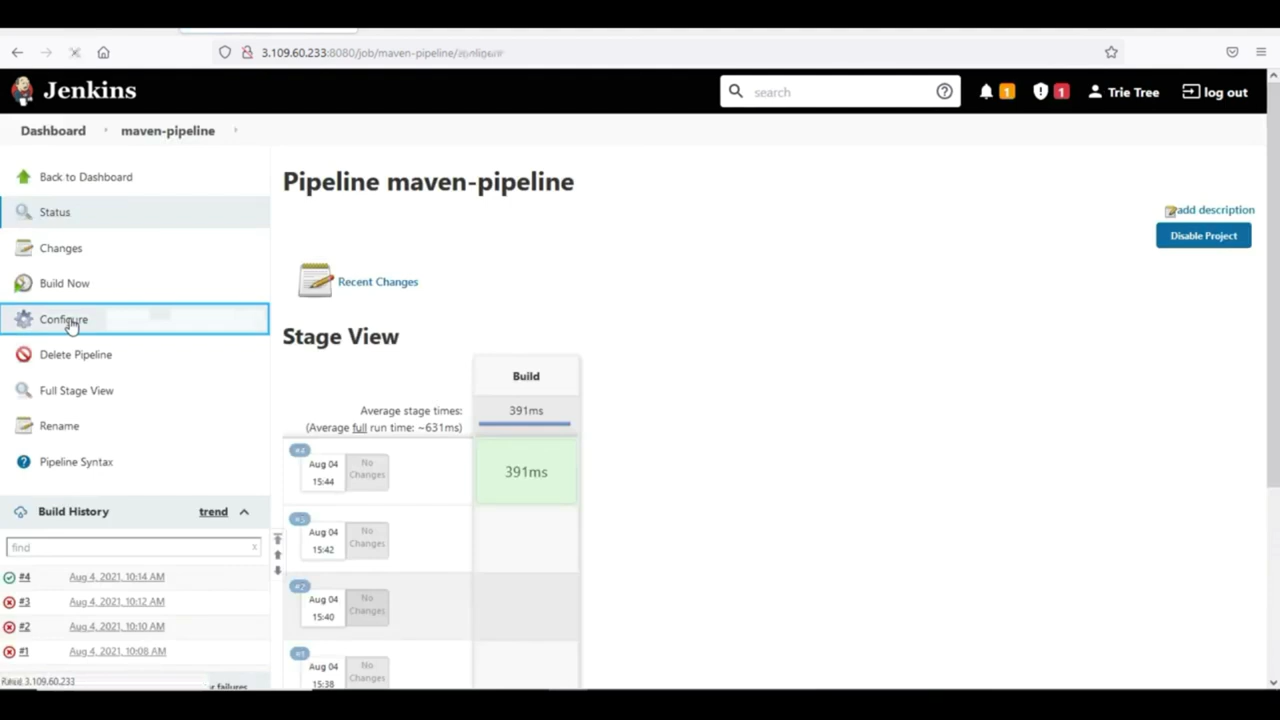 3.109.60.233:8080/job/maven-pipeline/
Jenkins
search
1
1
Trie Tree
log out
Dashboard
maven-pipeline
Back to Dashboard
Status
Changes
Build Now
Configure
Delete Pipeline
Full Stage View
Rename
Pipeline Syntax
Build History
trend
find
x
#4 Aug 4, 2021, 10:14 AM
#3 Aug 4, 2021, 10:12 AM
#2 Aug 4, 2021, 10:10 AM
#1 Aug 4, 2021, 10:08 AM
3.109.60.233
failures
Pipeline maven-pipeline
add description
Disable Project
Recent Changes
Stage View
Build
Average stage times:
391ms
(Average full run time: ~631ms)
#4
Aug 04
15:44
No
Changes
391ms
#3
Aug 04
15:42
No
Changes
#2
Aug 04
15:40
No
Changes
#1
Aug 04
15:38
No
Changes